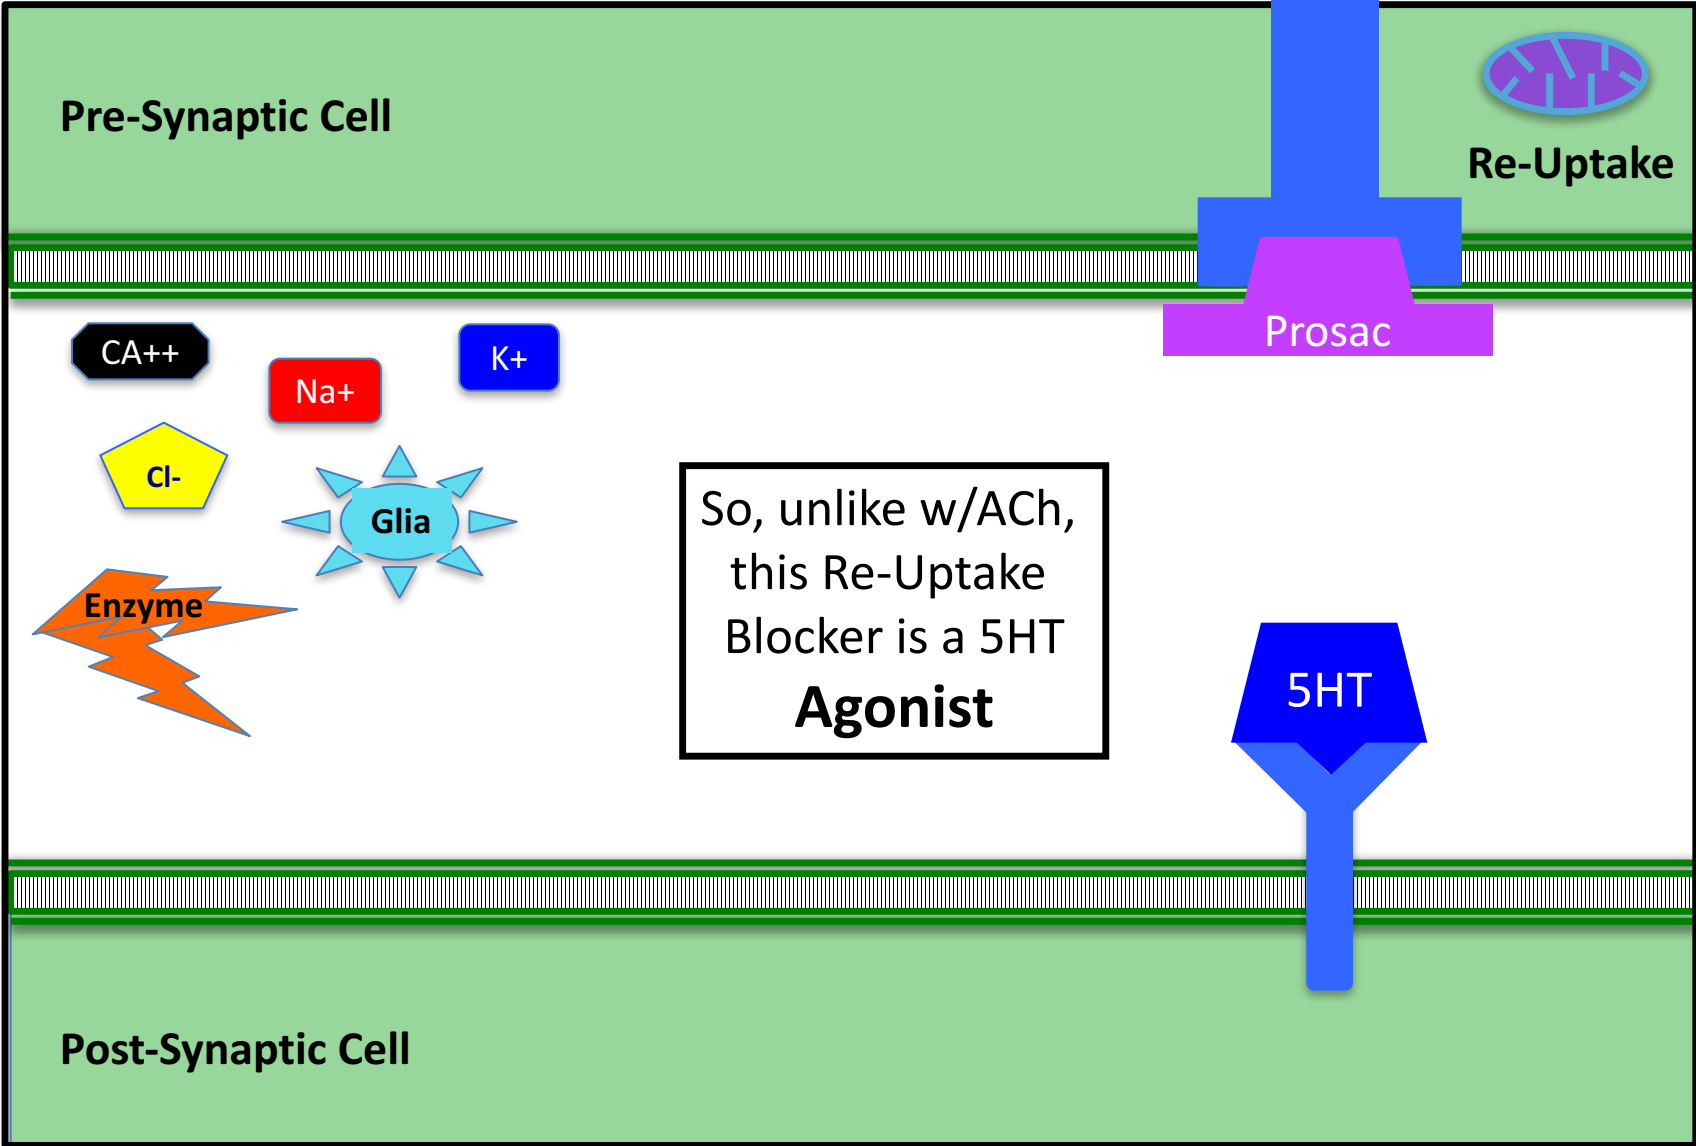 Pre-Synaptic Cell
Re-Uptake
Prosac
CA++
Na+
K+
Cl-
Glia
Enzyme
So, unlike w/ACh,
this Re-Uptake
Blocker is a 5HT
Agonist
5HT
Post-Synaptic Cell